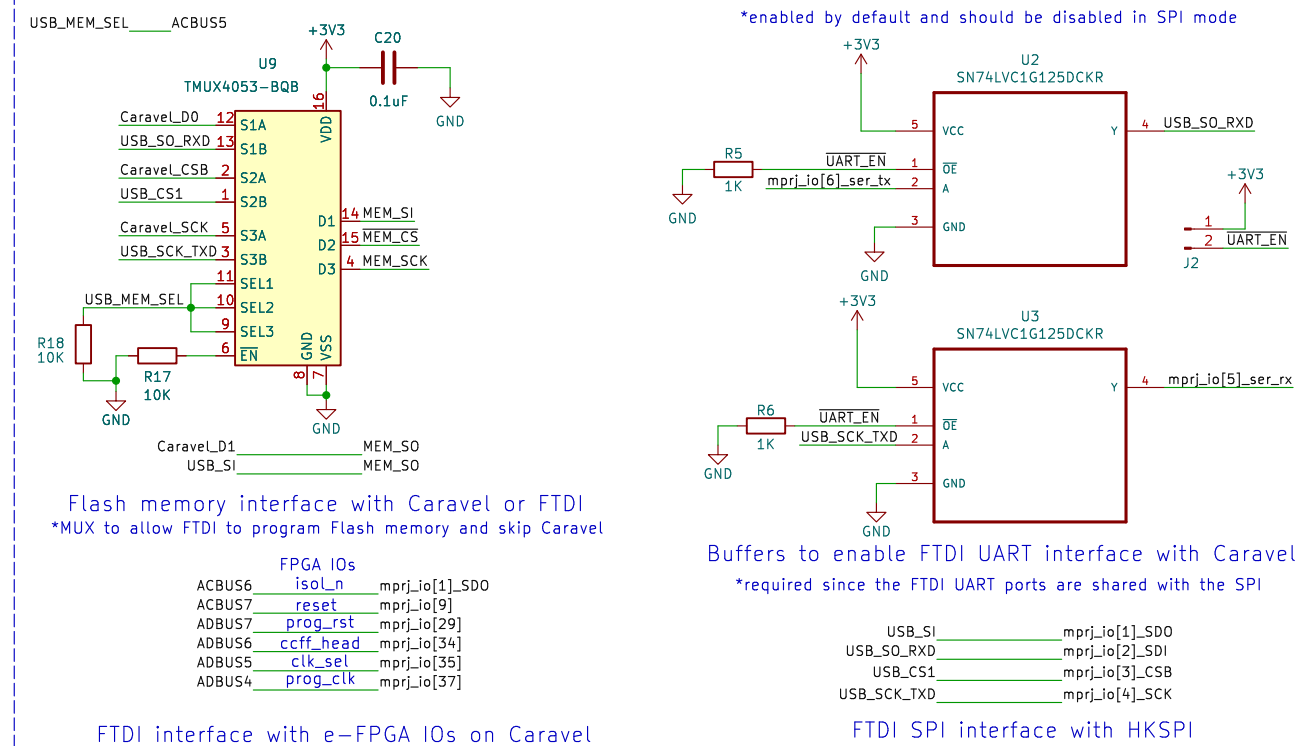 USB_MEM_SEL ACBUS5
+3V3
C20
0.1uF
GND
U9
TMUX4053-BQB
16
VDD
Caravel_D0 12 S1A
USB_SO_RXD 13 S1B
Caravel_CSB 2 S2A
USB_CS1 1 S2B
Caravel_SCK 5 S3A
USB_SCK_TXD 3 S3B
11 SEL1
USB_MEM_SEL 10 SEL2
9 SEL3
6 EN
D1 14 MEM_SI
D2 15 MEM_CS
D3 4 MEM_SCK
R18
10K
R17
10K
GND
GND VSS
8 7
GND
Caravel_D1 MEM_SO
USB_SI MEM_SO
Flash memory interface with Caravel or FTDI
*MUX to allow FTDI to program Flash memory and skip Caravel
FPGA IOs
ACBUS6 isol_n mprj_io[1]_SDO
ACBUS7 reset mprj_io[9]
ADBUS7 prog_rst mprj_io[29]
ADBUS6 ccff_head mprj_io[34]
ADBUS5 clk_sel mprj_io[35]
ADBUS4 prog_clk mprj_io[37]
FTDI interface with e-FPGA IOs on Caravel
*enabled by default and should be disabled in SPI mode
+3V3
U2
SN74LVC1G125DCKR
5 VCC
Y 4 USB_SO_RXD
R5
1K
GND
UART_EN 1 OE
mprj_io[6]_ser_tx 2 A
3 GND
GND
+3V3
1
2 UART_EN
J2
+3V3
U3
SN74LVC1G125DCKR
5 VCC
Y 4 mprj_io[5]_ser_rx
R6
1K
GND
UART_EN 1 OE
USB_SCK_TXD 2 A
3 GND
GND
Buffers to enable FTDI UART interface with Caravel
*required since the FTDI UART ports are shared with the SPI
USB_SI mprj_io[1]_SDO
USB_SO_RXD mprj_io[2]_SDI
USB_CS1 mprj_io[3]_CSB
USB_SCK_TXD mprj_io[4]_SCK
FTDI SPI interface with HKSPI